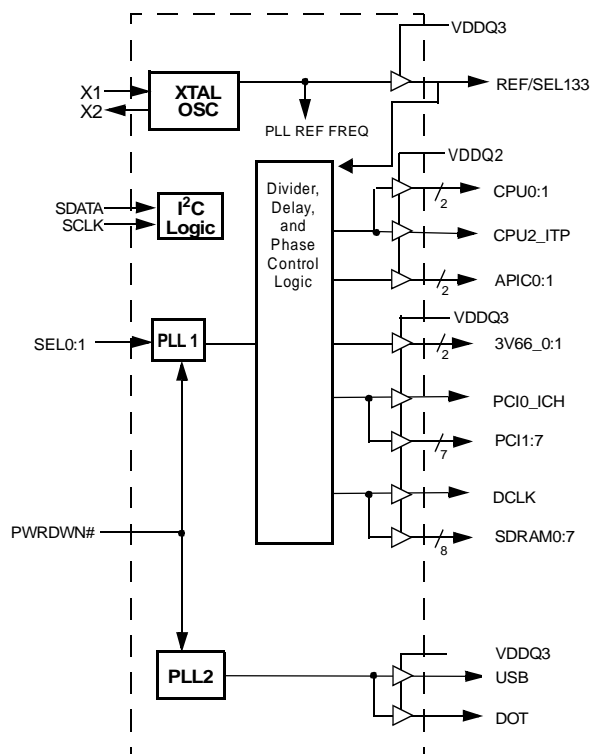 VDDQ3
X1
X2
XTAL
OSC
REF/SEL133
PLL REF FREQ
VDDQ2
Divider,
Delay,
and
Phase
Control
Logic
CPU0:1
2
SDATA
SCLK
I2C
Logic
CPU2_ITP
APIC0:1
2
VDDQ3
SEL0:1
PLL 1
3V66_0:1
2
PCI0_ICH
PCI1:7
7
DCLK
PWRDWN#
SDRAM0:7
8
VDDQ3
PLL2
USB
DOT